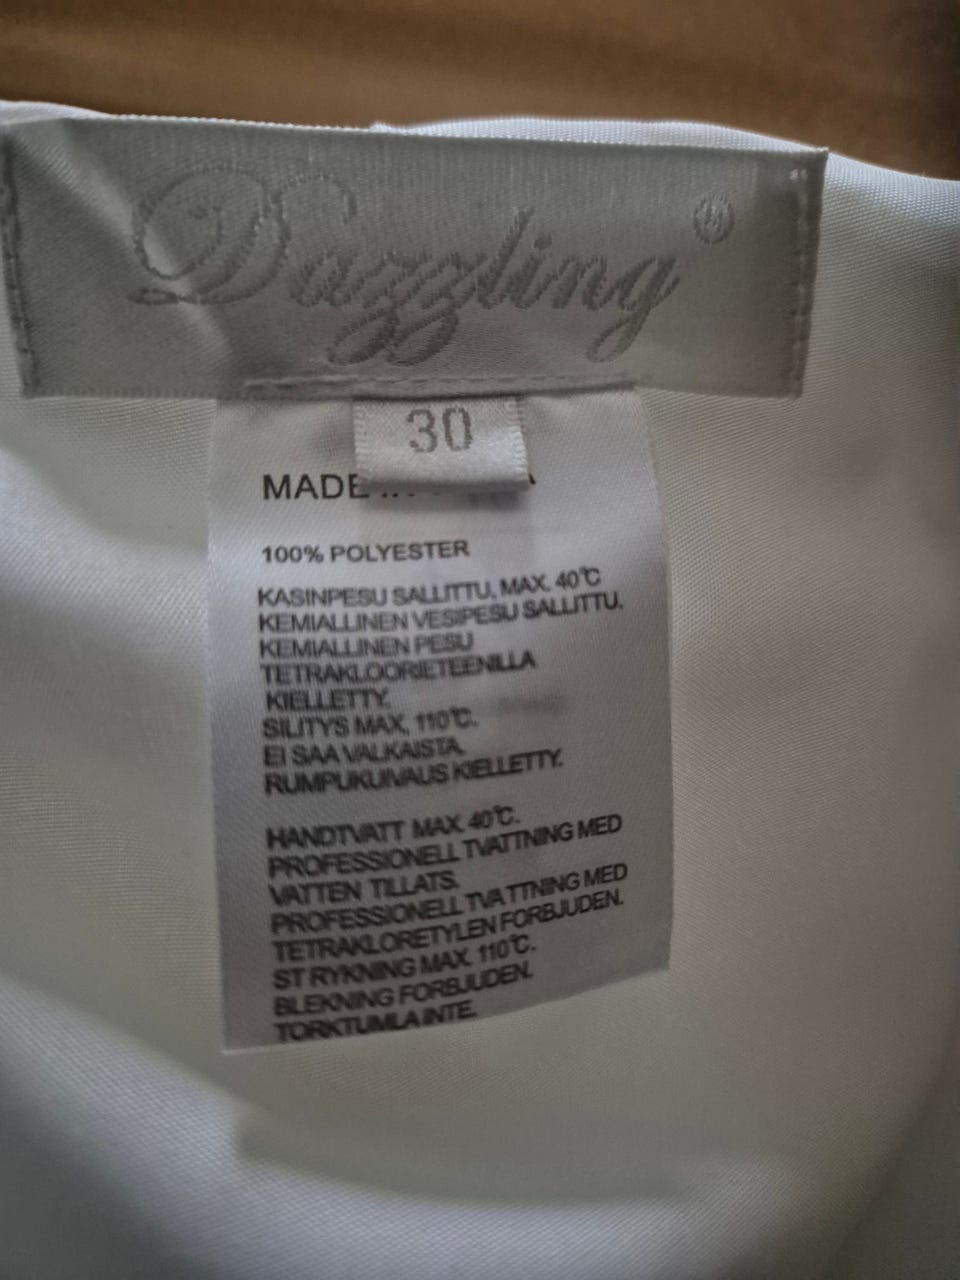 Dazzling ®
30
MADE
100% POLYESTER
KASINPESU SALLITTU, MAX. 40℃
KEMIALLINEN VESIPESU SALLITTU.
KEMIALLINEN PESU
TETRAKLOORIETEENILLA
KIELLETTY.
SILITYS MAX. 110℃.
EI SAA VALKAISTA.
RUMPUKUIVAUS KIELLETTY.
HANDTVATT MAX. 40℃.
PROFESSIONELL TVATTNING MED
VATTEN TILLATS.
PROFESSIONELL TVA TTNING MED
TETRAKLORETYLEN FORBJUDEN.
ST RYKNING MAX. 110℃.
BLEKNING FORBJUDEN.
TORKTUMLA INTE.